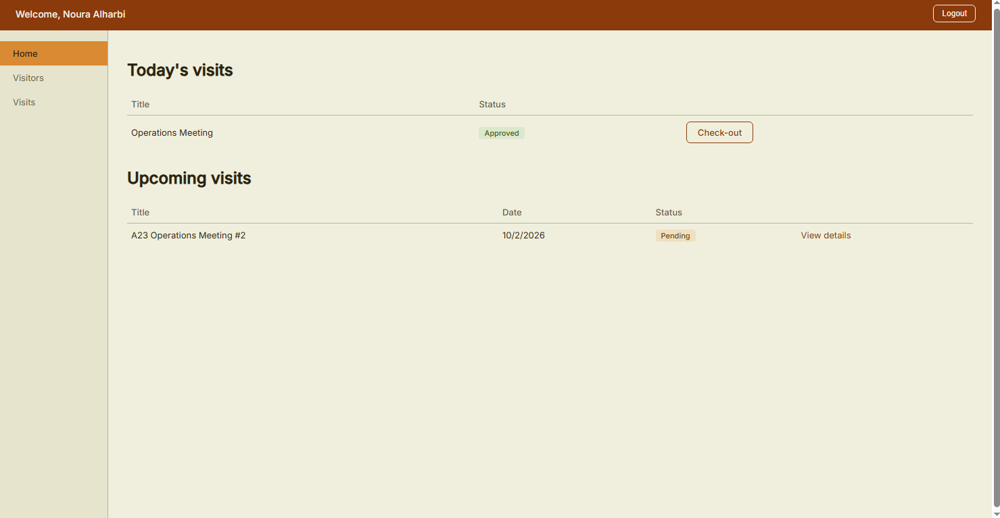 Welcome, Noura Alharbi
Logout
Home
Visitors
Visits
Today's visits
Title Status
Operations Meeting Approved Check-out
Upcoming visits
Title Date Status
A23 Operations Meeting #2 10/2/2026 Pending View details